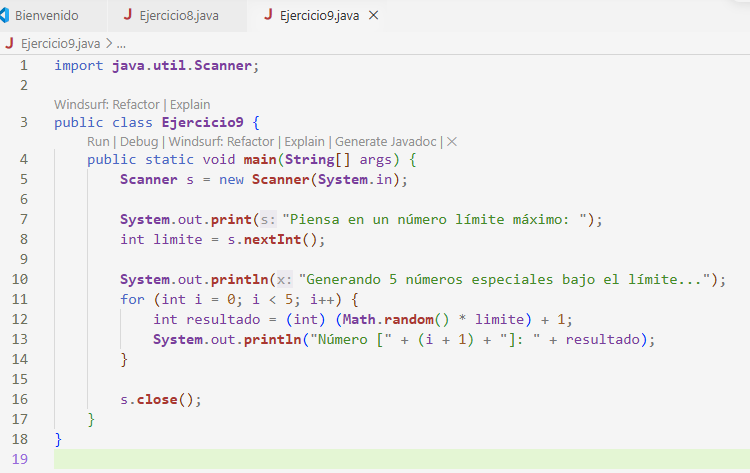 Bienvenido J Ejercicio8.java J Ejercicio9.java ×
J Ejercicio9.java > ...
1 import java.util.Scanner;
2
Windsurf: Refactor | Explain
3 public class Ejercicio9 {
Run | Debug | Windsurf: Refactor | Explain | Generate Javadoc | ×
4 public static void main(String[] args) {
5 Scanner s = new Scanner(System.in);
6
7 System.out.print(s: "Piensa en un número límite máximo: ");
8 int limite = s.nextInt();
9
10 System.out.println(x: "Generando 5 números especiales bajo el límite...");
11 for (int i = 0; i < 5; i++) {
12 int resultado = (int) (Math.random() * limite) + 1;
13 System.out.println("Número [" + (i + 1) + "]: " + resultado);
14 }
15
16 s.close();
17 }
18 }
19